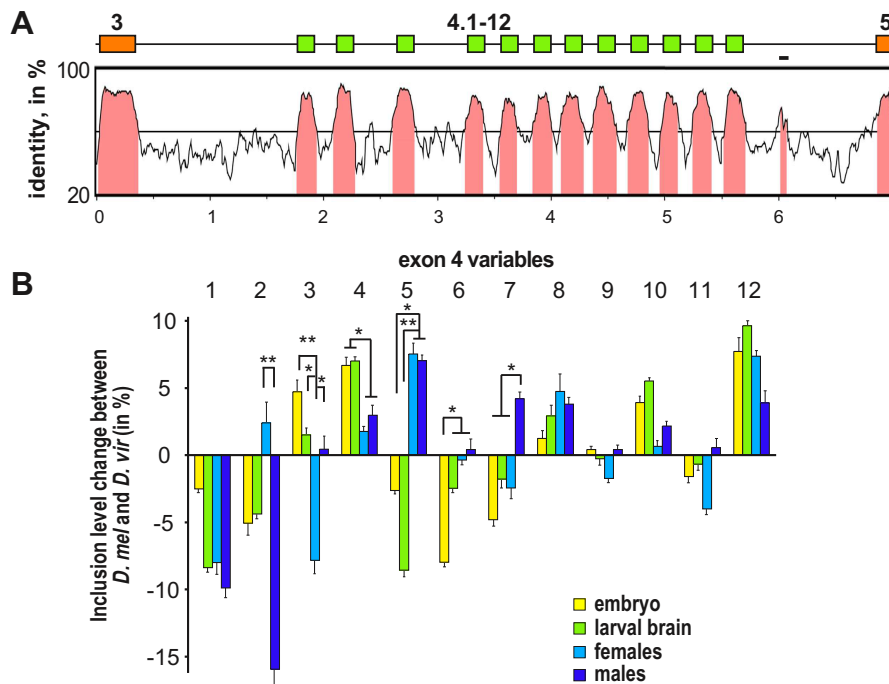 A
3 4.1-12 5
100
identity, in %
20
0 1 2 3 4 5 6
exon 4 variables
B
1 2 3 4 5 6 7 8 9 10 11 12
Inclusion level change between
D. mel and D. vir (in %)
10
5
0
-5
-10
-15
** ** * * * * ** * *
embryo
larval brain
females
males